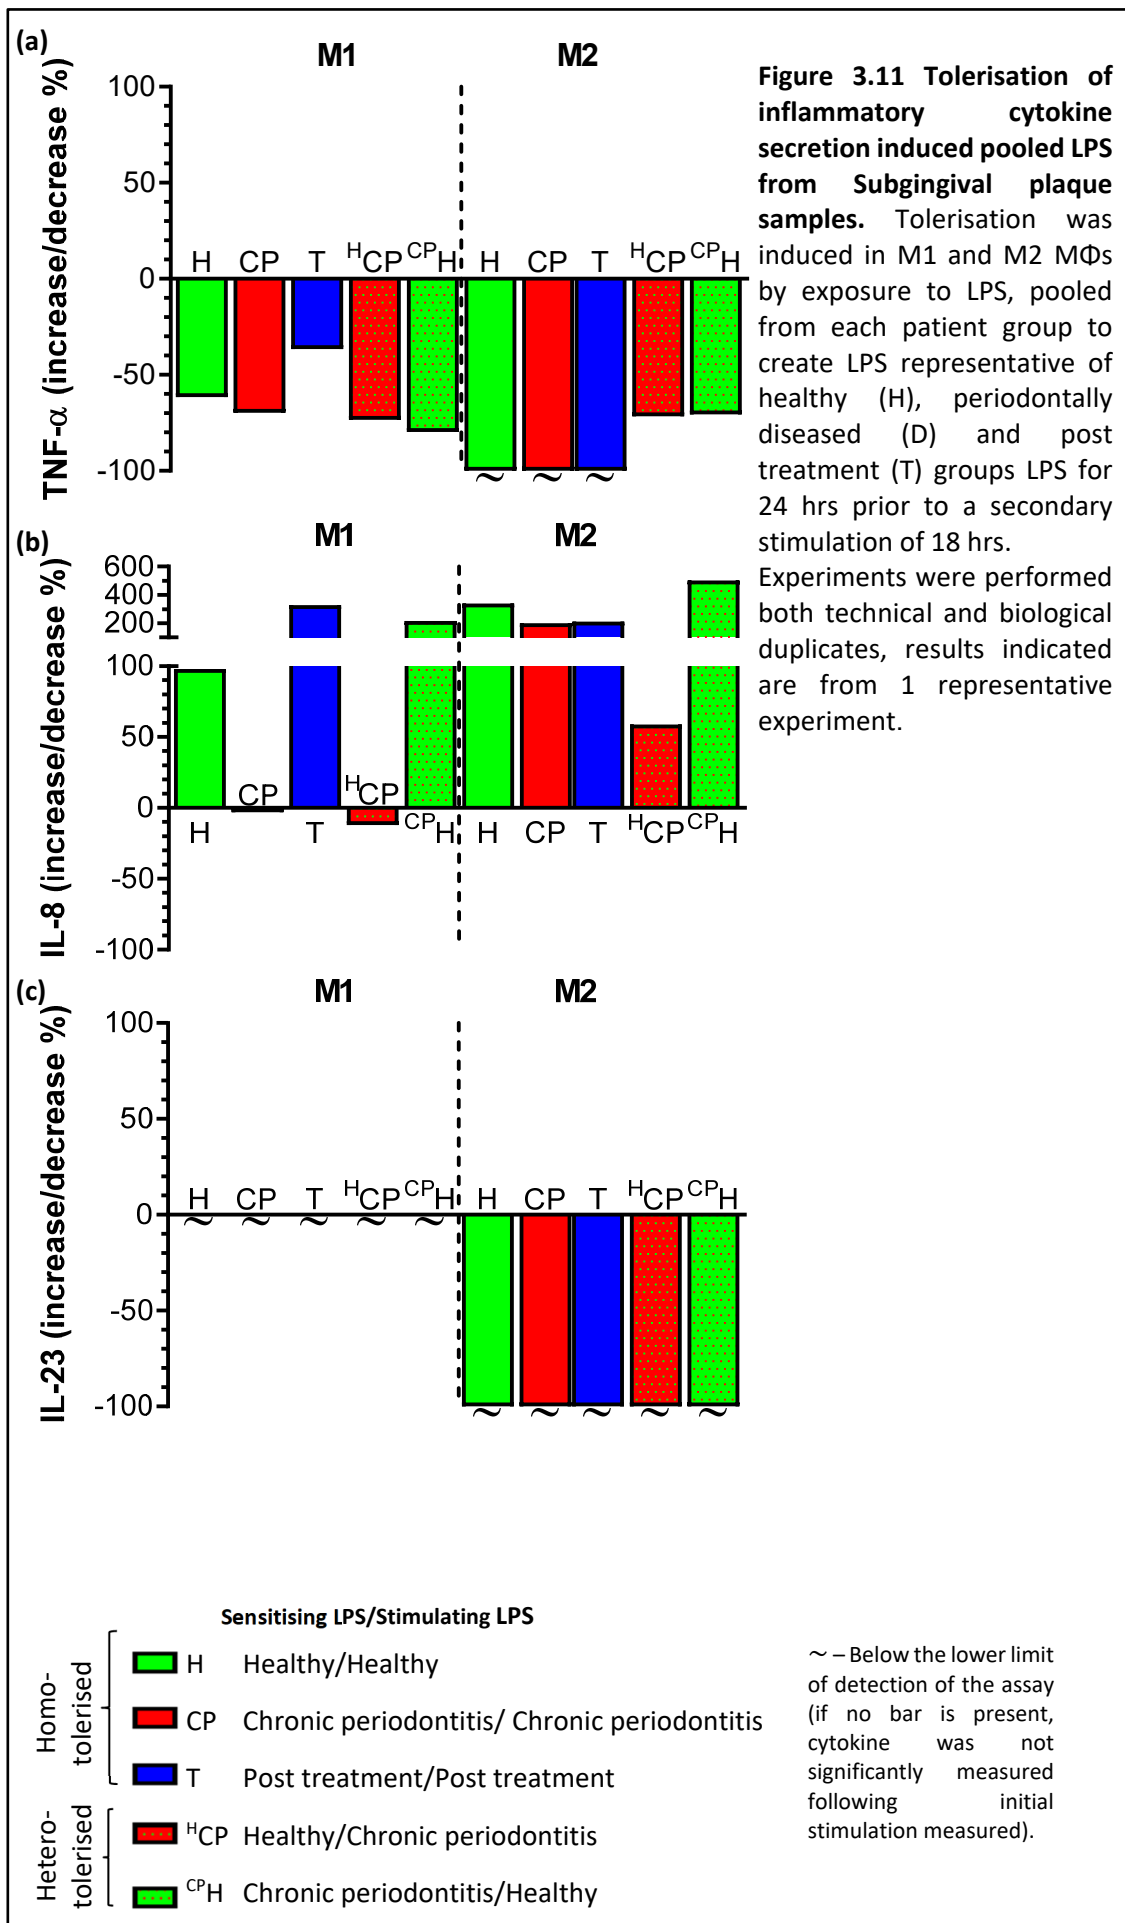 (a)
M1
M2
TNF-α (increase/decrease %)
100
50
0
-50
-100
H CP T ᴴCP ᶜᴾH H CP T ᴴCP ᶜᴾH
~ ~ ~
Figure 3.11 Tolerisation of
inflammatory cytokine
secretion induced pooled LPS
from Subgingival plaque
samples. Tolerisation was
induced in M1 and M2 MΦs
by exposure to LPS, pooled
from each patient group to
create LPS representative of
healthy (H), periodontally
diseased (D) and post
treatment (T) groups LPS for
24 hrs prior to a secondary
stimulation of 18 hrs.
Experiments were performed
both technical and biological
duplicates, results indicated
are from 1 representative
experiment.
(b)
M1
M2
IL-8 (increase/decrease %)
600
400
200
100
50
0
-50
-100
CP ᴴCP
H T ᶜᴾH H CP T ᴴCP ᶜᴾH
(c)
M1
M2
IL-23 (increase/decrease %)
100
50
0
-50
-100
H CP T ᴴCP ᶜᴾH H CP T ᴴCP ᶜᴾH
~ ~ ~ ~ ~
~ ~ ~ ~ ~
Sensitising LPS/Stimulating LPS
Homo-
tolerised
H Healthy/Healthy
CP Chronic periodontitis/ Chronic periodontitis
T Post treatment/Post treatment
Hetero-
tolerised
ᴴCP Healthy/Chronic periodontitis
ᶜᴾH Chronic periodontitis/Healthy
~ – Below the lower limit
of detection of the assay
(if no bar is present,
cytokine was not
significantly measured
following initial
stimulation measured).